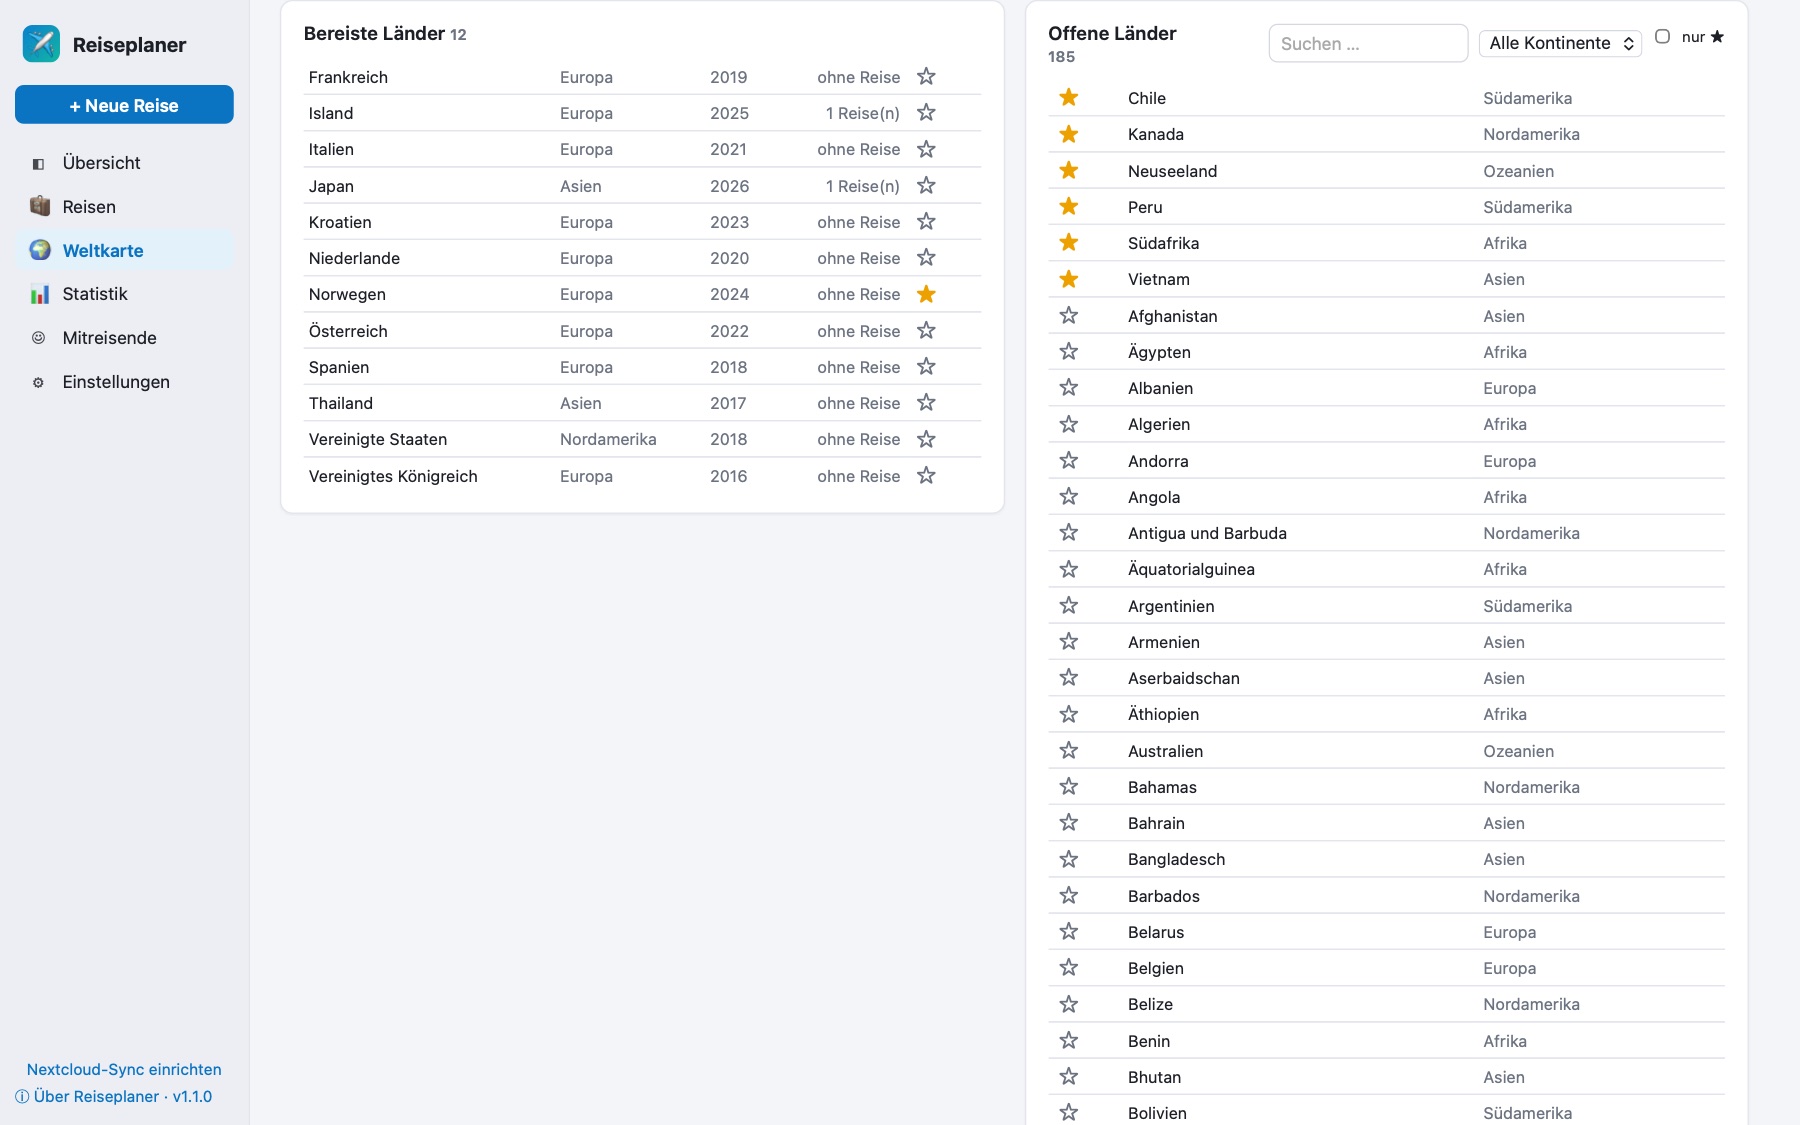 Reiseplaner
+ Neue Reise
Übersicht
Reisen
Weltkarte
Statistik
Mitreisende
Einstellungen
Nextcloud-Sync einrichten
ⓘ Über Reiseplaner · v1.1.0
Bereiste Länder 12
Frankreich Europa 2019 ohne Reise ☆
Island Europa 2025 1 Reise(n) ☆
Italien Europa 2021 ohne Reise ☆
Japan Asien 2026 1 Reise(n) ☆
Kroatien Europa 2023 ohne Reise ☆
Niederlande Europa 2020 ohne Reise ☆
Norwegen Europa 2024 ohne Reise ★
Österreich Europa 2022 ohne Reise ☆
Spanien Europa 2018 ohne Reise ☆
Thailand Asien 2017 ohne Reise ☆
Vereinigte Staaten Nordamerika 2018 ohne Reise ☆
Vereinigtes Königreich Europa 2016 ohne Reise ☆
Offene Länder
185
Suchen ...
Alle Kontinente
nur ★
★ Chile Südamerika
★ Kanada Nordamerika
★ Neuseeland Ozeanien
★ Peru Südamerika
★ Südafrika Afrika
★ Vietnam Asien
☆ Afghanistan Asien
☆ Ägypten Afrika
☆ Albanien Europa
☆ Algerien Afrika
☆ Andorra Europa
☆ Angola Afrika
☆ Antigua und Barbuda Nordamerika
☆ Äquatorialguinea Afrika
☆ Argentinien Südamerika
☆ Armenien Asien
☆ Aserbaidschan Asien
☆ Äthiopien Afrika
☆ Australien Ozeanien
☆ Bahamas Nordamerika
☆ Bahrain Asien
☆ Bangladesch Asien
☆ Barbados Nordamerika
☆ Belarus Europa
☆ Belgien Europa
☆ Belize Nordamerika
☆ Benin Afrika
☆ Bhutan Asien
☆ Bolivien Südamerika